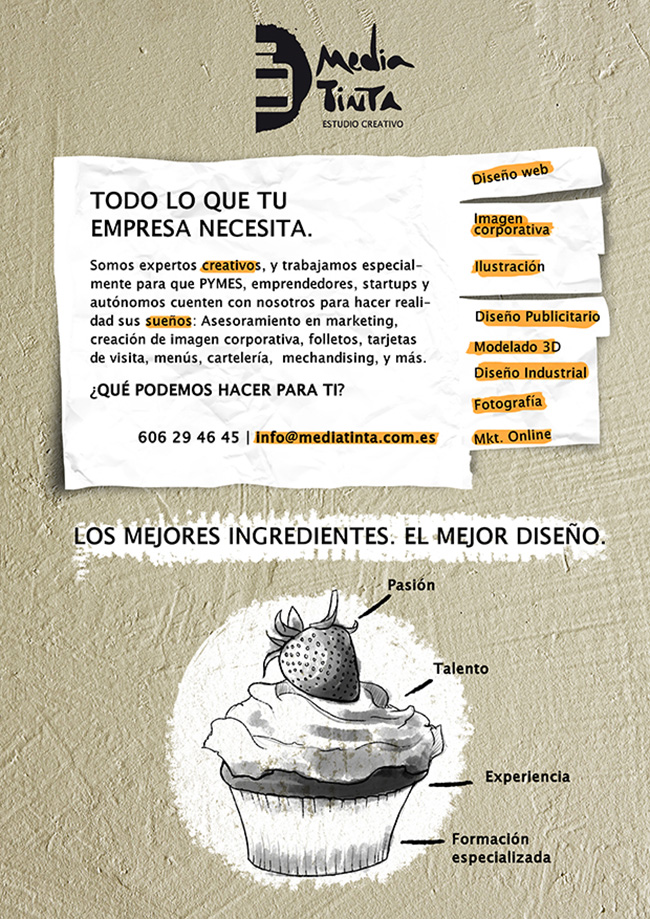 Media
Tinta
ESTUDIO CREATIVO
TODO LO QUE TU
EMPRESA NECESITA.
Somos expertos creativos, y trabajamos especial-
mente para que PYMES, emprendedores, startups y
autónomos cuenten con nosotros para hacer reali-
dad sus sueños: Asesoramiento en marketing,
creación de imagen corporativa, folletos, tarjetas
de visita, menús, cartelería, mechandising, y más.
¿QUÉ PODEMOS HACER PARA TI?
606 29 46 45 | Info@mediatinta.com.es
Diseño web
Imagen
corporativa
Ilustración
Diseño Publicitario
Modelado 3D
Diseño Industrial
Fotografía
Mkt. Online
LOS MEJORES INGREDIENTES. EL MEJOR DISEÑO.
Pasión
Talento
Experiencia
Formación
especializada